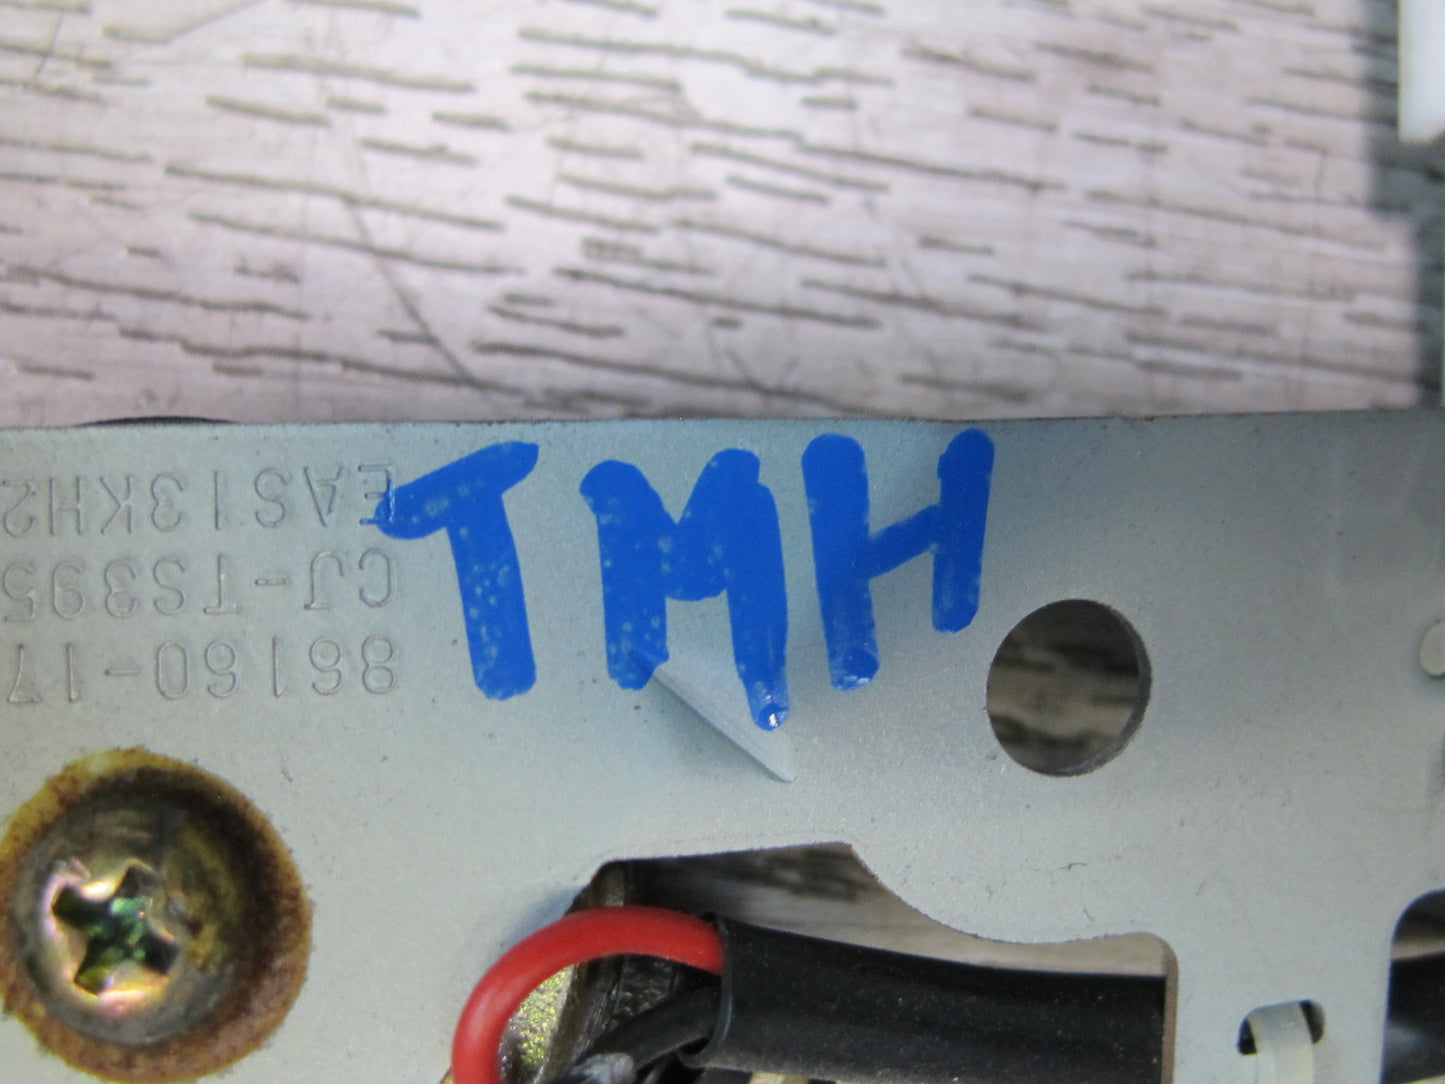 TMH
86160-17
CJ-TS395
EAS13KH2